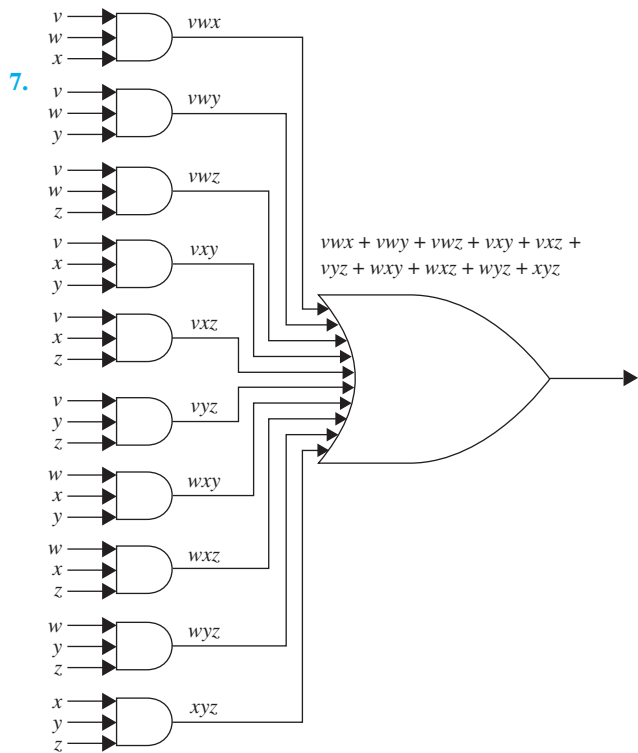 v
w
x
vwx
7.
v
w
y
vwy
v
w
z
vwz
v
x
y
vxy
vwx + vwy + vwz + vxy + vxz +
vyz + wxy + wxz + wyz + xyz
v
x
z
vxz
v
y
z
vyz
w
x
y
wxy
w
x
z
wxz
w
y
z
wyz
x
y
z
xyz